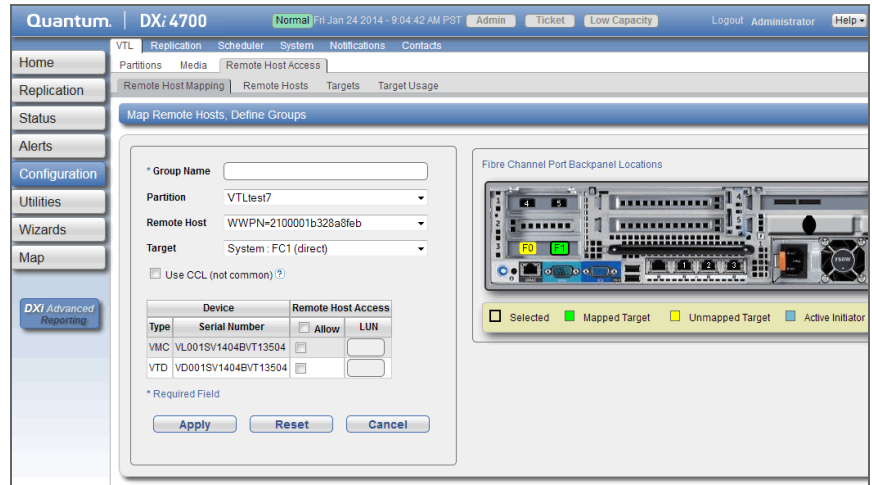 Quantum. DXi 4700 Normal Fri Jan 24 2014 - 9:04:42 AM PST Admin Ticket Low Capacity Logout Administrator Help
VTL Replication Scheduler System Notifications Contacts
Partitions Media Remote Host Access
Remote Host Mapping Remote Hosts Targets Target Usage
Home
Replication
Status
Alerts
Configuration
Utilities
Wizards
Map
DXi Advanced
Reporting
Map Remote Hosts, Define Groups
* Group Name
Partition VTLtest7
Remote Host WWPN=2100001b328a8feb
Target System : FC1 (direct)
Use CCL (not common) ?
Device Remote Host Access
Type Serial Number Allow LUN
VMC VL001SV1404BVT13504
VTD VD001SV1404BVT13504
* Required Field
Apply Reset Cancel
Fibre Channel Port Backpanel Locations
1 4 5 4
2 5
3 F0 F1 1 2 3 750W
Selected Mapped Target Unmapped Target Active Initiator